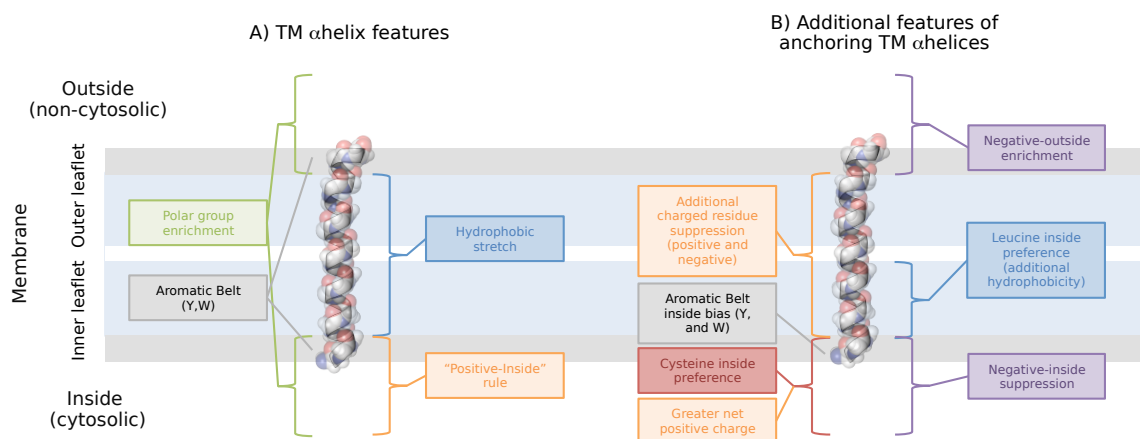 A) TM αhelix features
Outside
(non-cytosolic)
Membrane
Outer leaflet
Inner leaflet
Inside
(cytosolic)
Polar group
enrichment
Aromatic Belt
(Y,W)
Hydrophobic
stretch
“Positive-Inside”
rule
B) Additional features of
anchoring TM αhelices
Additional
charged residue
suppression
(positive and
negative)
Aromatic Belt
inside bias (Y,
and W)
Cysteine inside
preference
Greater net
positive charge
Negative-outside
enrichment
Leucine inside
preference
(additional
hydrophobicity)
Negative-inside
suppression